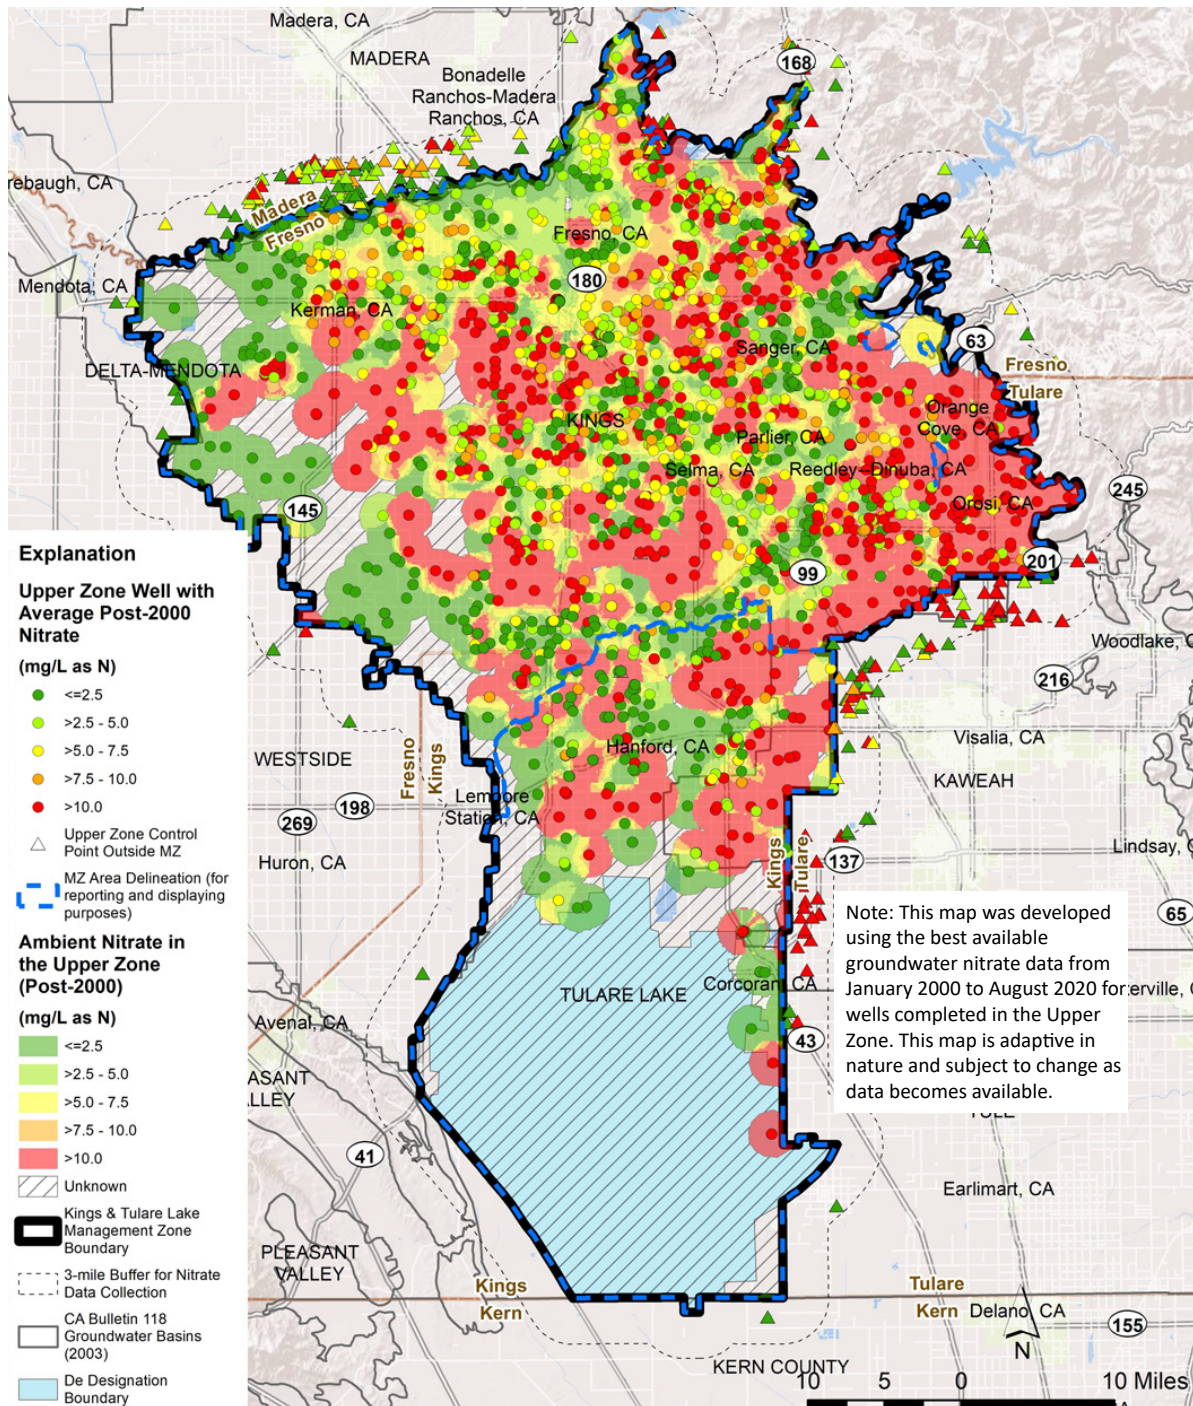 Madera, CA
MADERA
168
Bonadelle
Ranchos-Madera
Ranchos, CA
rebaugh, CA
Madera
Fresno
Fresno, CA
Mendota, CA
180
Kerman, CA
Sanger, CA
63
DELTA-MENDOTA
Fresno
Tulare
Orange
Cove, CA
KINGS
Parlier, CA
Selma, CA
Reedley--Dinuba, CA
245
Orosi, CA
145
99
201
Woodlake, C
216
Hanford, CA
Visalia, CA
WESTSIDE
Fresno
Kings
KAWEAH
Lemoore
Station, CA
198
269
Huron, CA
Kings
Tulare
137
Lindsay, C
65
Corcoran, CA
TULARE LAKE
terville, C
Avenal, CA
43
ASANT
LLEY
TULE
41
Earlimart, CA
PLEASANT
VALLEY
Kings
Kern
Tulare
Kern
Delano, CA
155
N
KERN COUNTY
10 5 0 10 Miles
Explanation
Upper Zone Well with
Average Post-2000
Nitrate
(mg/L as N)
<=2.5
>2.5 - 5.0
>5.0 - 7.5
>7.5 - 10.0
>10.0
Upper Zone Control
Point Outside MZ
MZ Area Delineation (for
reporting and displaying
purposes)
Ambient Nitrate in
the Upper Zone
(Post-2000)
(mg/L as N)
<=2.5
>2.5 - 5.0
>5.0 - 7.5
>7.5 - 10.0
>10.0
Unknown
Kings & Tulare Lake
Management Zone
Boundary
3-mile Buffer for Nitrate
Data Collection
CA Bulletin 118
Groundwater Basins
(2003)
De Designation
Boundary
Note: This map was developed
using the best available
groundwater nitrate data from
January 2000 to August 2020 for
wells completed in the Upper
Zone. This map is adaptive in
nature and subject to change as
data becomes available.